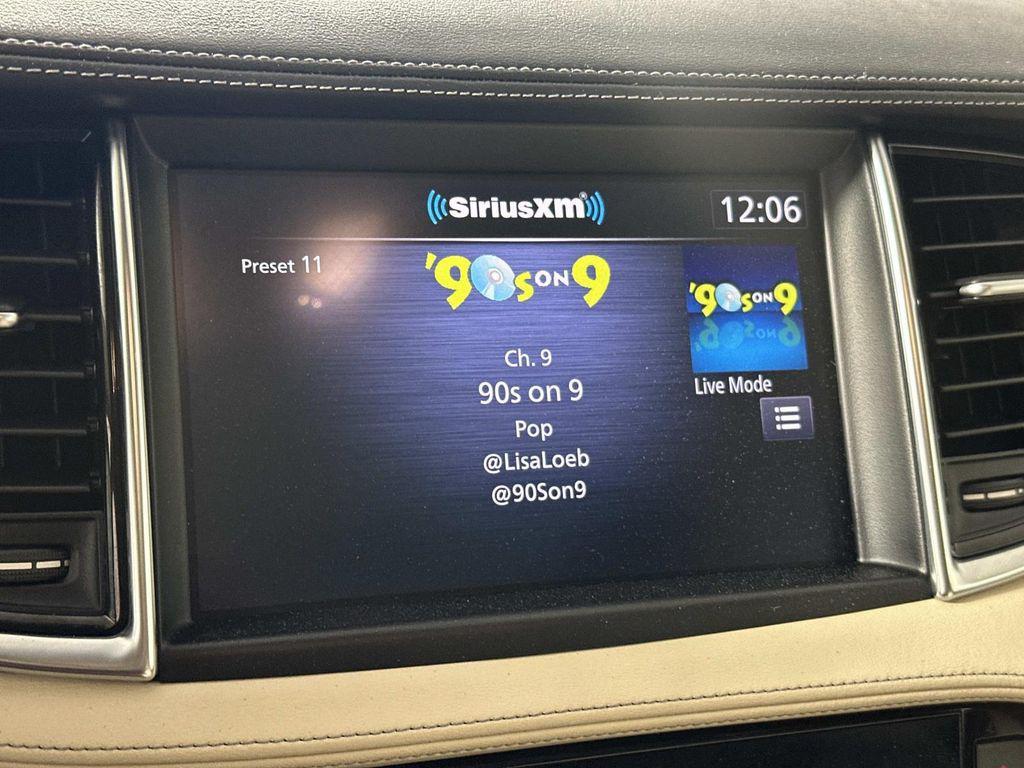 SiriusXM
12:06
Preset 11
'90s ON 9
'90s ON 9
Ch. 9
90s on 9
Live Mode
Pop
@LisaLoeb
@90Son9